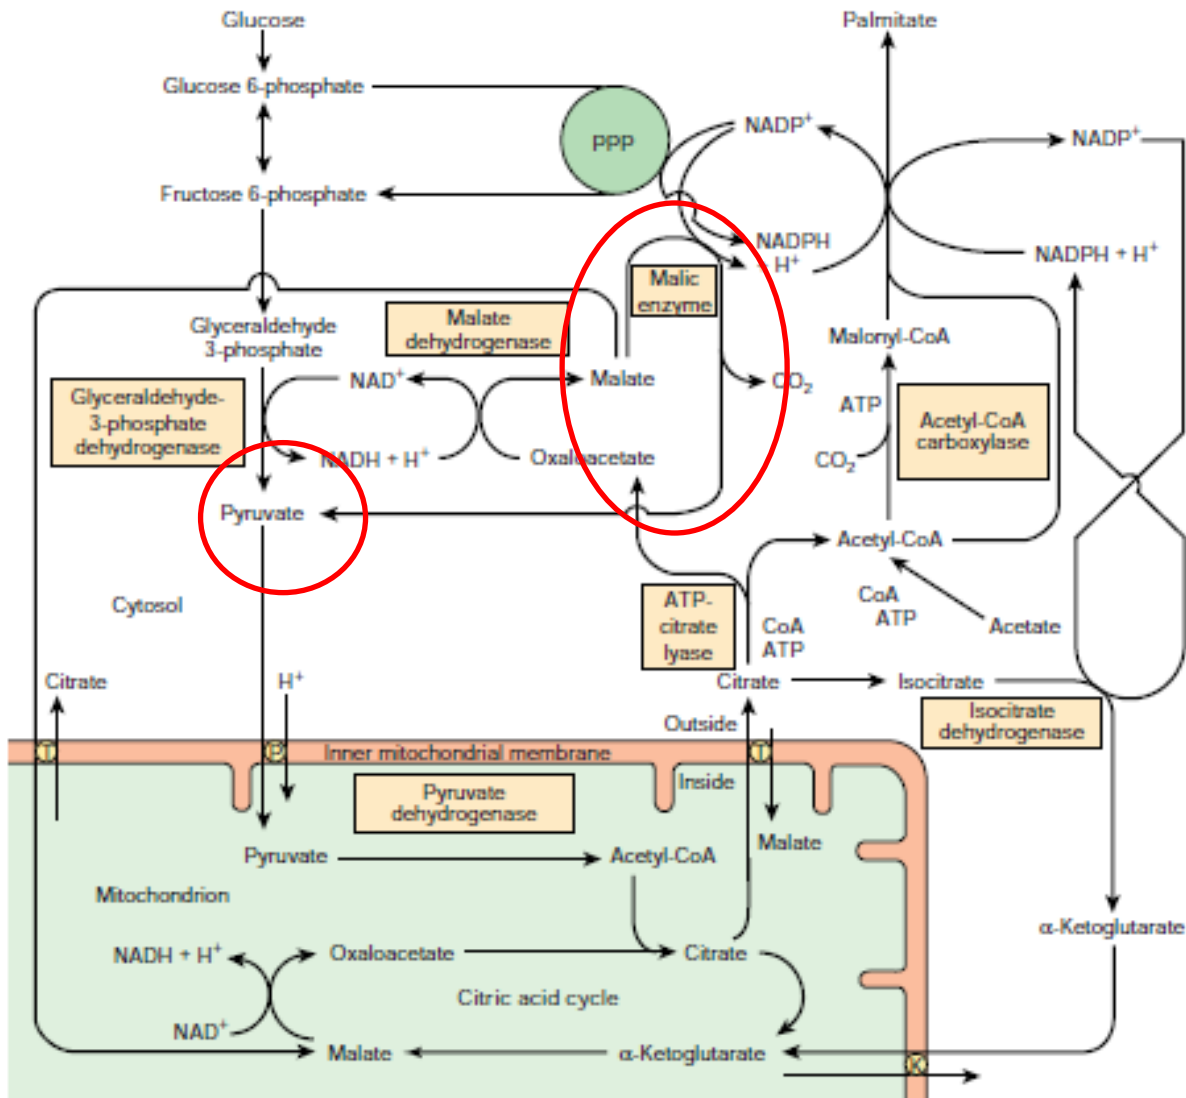 Glucose
Palmitate
Glucose 6-phosphate
PPP
NADP+
NADP+
Fructose 6-phosphate
NADPH
+ H+
NADPH + H+
Malic
enzyme
Malate
dehydrogenase
Glyceraldehyde
3-phosphate
Malonyl-CoA
NAD+
Malate
CO2
ATP
Glyceraldehyde-
3-phosphate
dehydrogenase
Acetyl-CoA
carboxylase
NADH + H+
Oxaloacetate
CO2
Pyruvate
Acetyl-CoA
Cytosol
ATP-
citrate
lyase
CoA
ATP
CoA
ATP
Acetate
Citrate
H+
Citrate
Isocitrate
Isocitrate
dehydrogenase
Outside
T
P
Inner mitochondrial membrane
T
Inside
Pyruvate
dehydrogenase
Malate
Pyruvate
Acetyl-CoA
Mitochondrion
α-Ketoglutarate
NADH + H+
Oxaloacetate
Citrate
Citric acid cycle
NAD+
Malate
α-Ketoglutarate
K